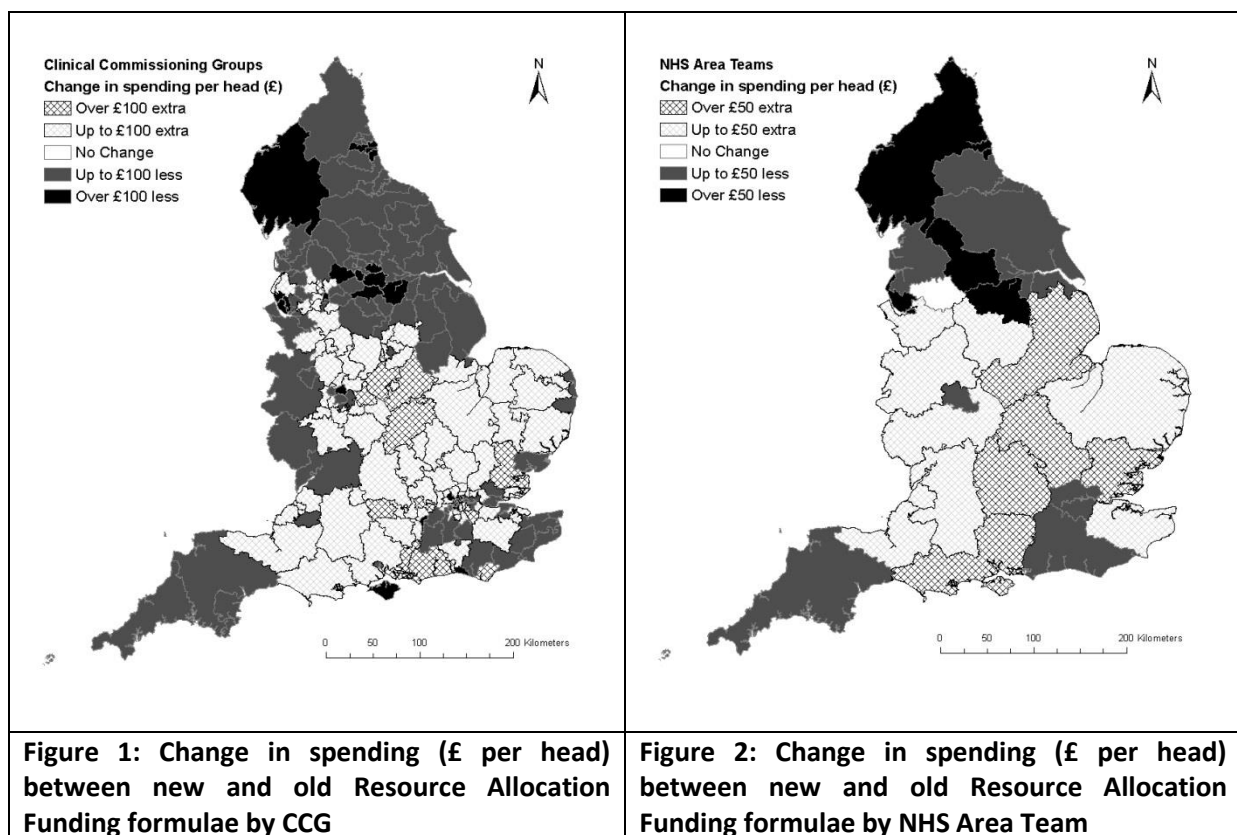 Clinical Commissioning Groups
Change in spending per head (£)
Over £100 extra
Up to £100 extra
No Change
Up to £100 less
Over £100 less
N
0 50 100 200 Kilometers
NHS Area Teams
Change in spending per head (£)
Over £50 extra
Up to £50 extra
No Change
Up to £50 less
Over £50 less
N
0 50 100 200 Kilometers
Figure 1: Change in spending (£ per head)
between new and old Resource Allocation
Funding formulae by CCG
Figure 2: Change in spending (£ per head)
between new and old Resource Allocation
Funding formulae by NHS Area Team